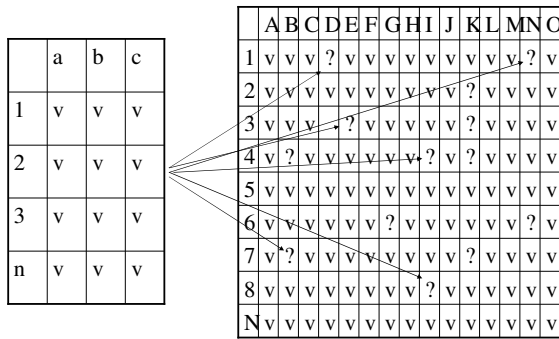 a b c
1 v v v
2 v v v
3 v v v
n v v v
A B C D E F G H I J K L M N O
1 v v v ? v v v v v v v v v ? v
2 v v v v v v v v v v ? v v v v
3 v v v v ? v v v v v ? v v v v
4 v ? v v v v v v ? v ? v v v v
5 v v v v v v v v v v v v v v v
6 v v v v v v ? v v v v v v ? v
7 v ? v v v v v v v v ? v v v v
8 v v v v v v v v ? v v v v v v
N v v v v v v v v v v v v v v v